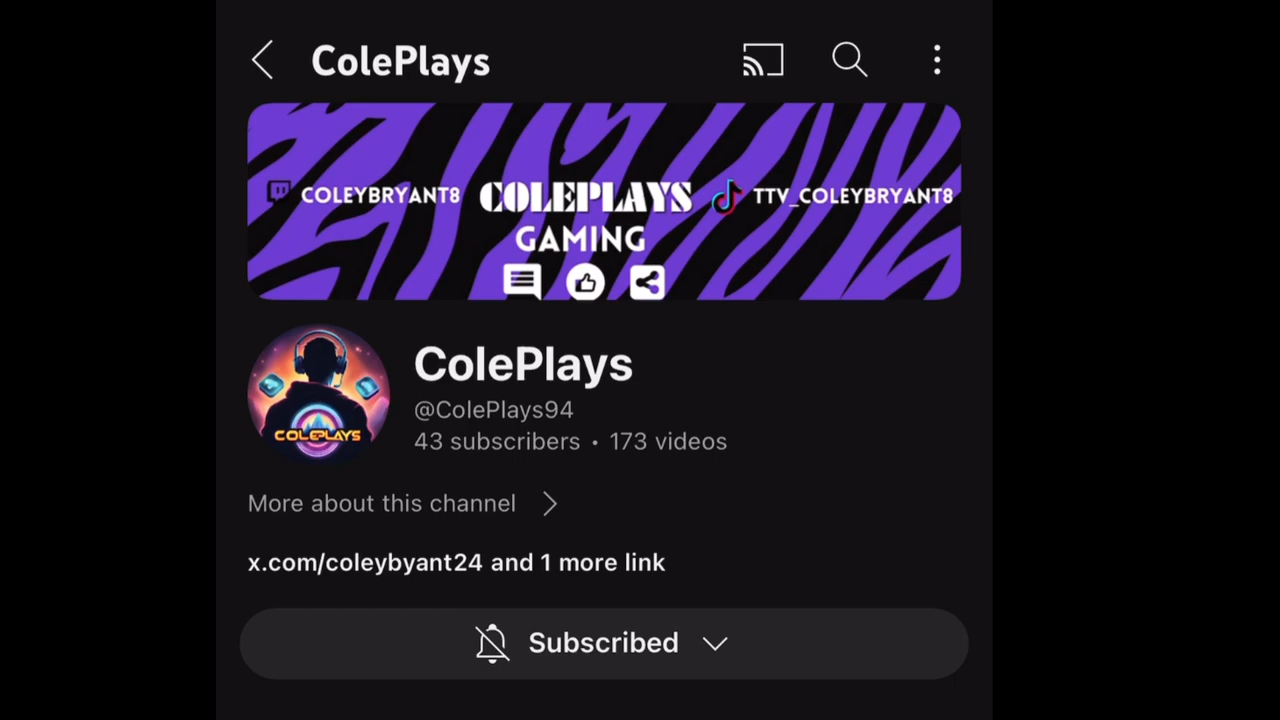 ColePlays
COLEYBRYANT8 COLEPLAYS TTV_COLEYBRYANT8
GAMING
COLEPLAYS
ColePlays
@ColePlays94
43 subscribers • 173 videos
More about this channel
x.com/coleybyant24 and 1 more link
Subscribed